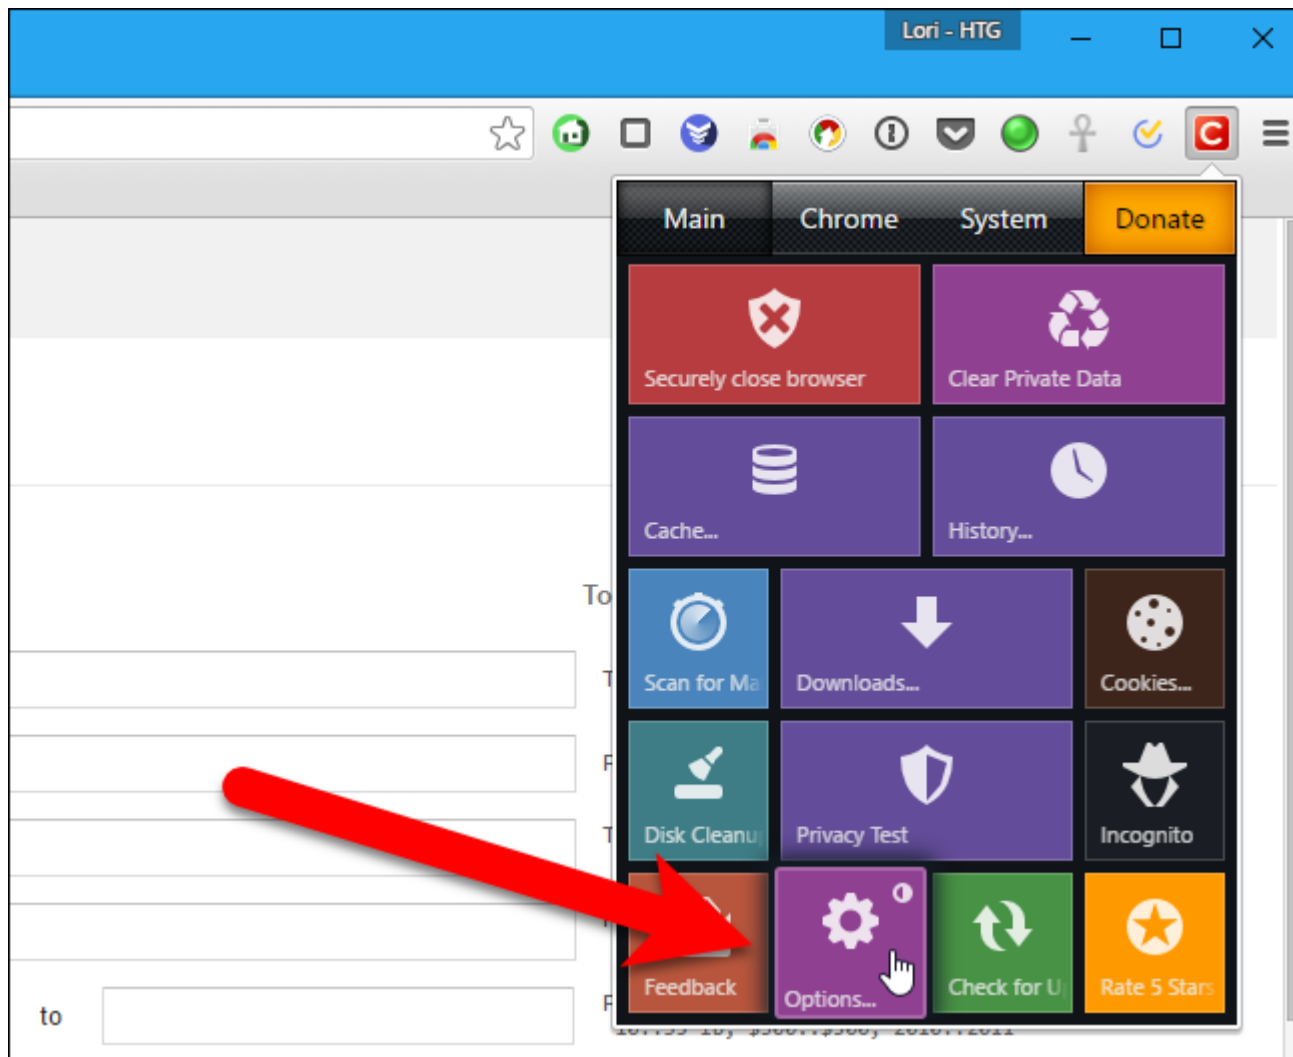 Lori - HTG
Main
Chrome
System
Donate
Securely close browser
Clear Private Data
Cache...
History...
To
Scan for Ma
Downloads...
Cookies...
Disk Cleanu
Privacy Test
Incognito
Feedback
Options...
Check for U
Rate 5 Stars
to